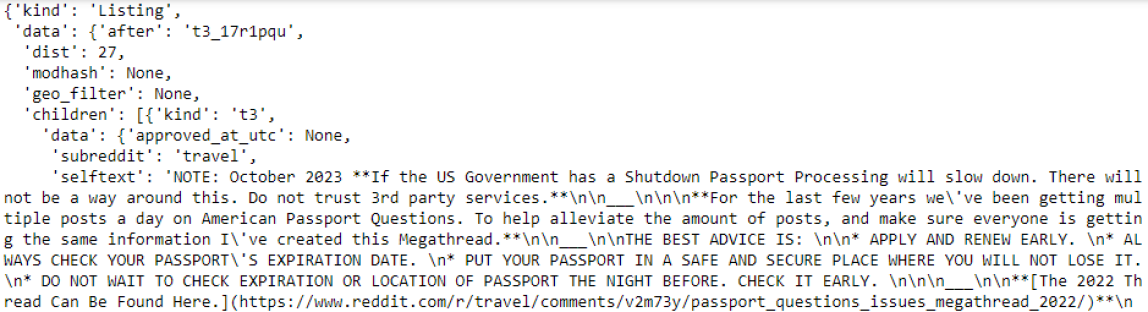 {'kind': 'Listing',
 'data': {'after': 't3_17r1pqu',
  'dist': 27,
  'modhash': None,
  'geo_filter': None,
  'children': [{'kind': 't3',
    'data': {'approved_at_utc': None,
     'subreddit': 'travel',
     'selftext': 'NOTE: October 2023 **If the US Government has a Shutdown Passport Processing will slow down. There will
not be a way around this. Do not trust 3rd party services.**\n\n___\n\n\n**For the last few years we\'ve been getting mul
tiple posts a day on American Passport Questions. To help alleviate the amount of posts, and make sure everyone is gettin
g the same information I\'ve created this Megathread.**\n\n___\n\nTHE BEST ADVICE IS: \n\n* APPLY AND RENEW EARLY. \n* AL
WAYS CHECK YOUR PASSPORT\'S EXPIRATION DATE. \n* PUT YOUR PASSPORT IN A SAFE AND SECURE PLACE WHERE YOU WILL NOT LOSE IT.
\n* DO NOT WAIT TO CHECK EXPIRATION OR LOCATION OF PASSPORT THE NIGHT BEFORE. CHECK IT EARLY. \n\n\n___\n\n**[The 2022 Th
read Can Be Found Here.](https://www.reddit.com/r/travel/comments/v2m73y/passport_questions_issues_megathread_2022/)**\n